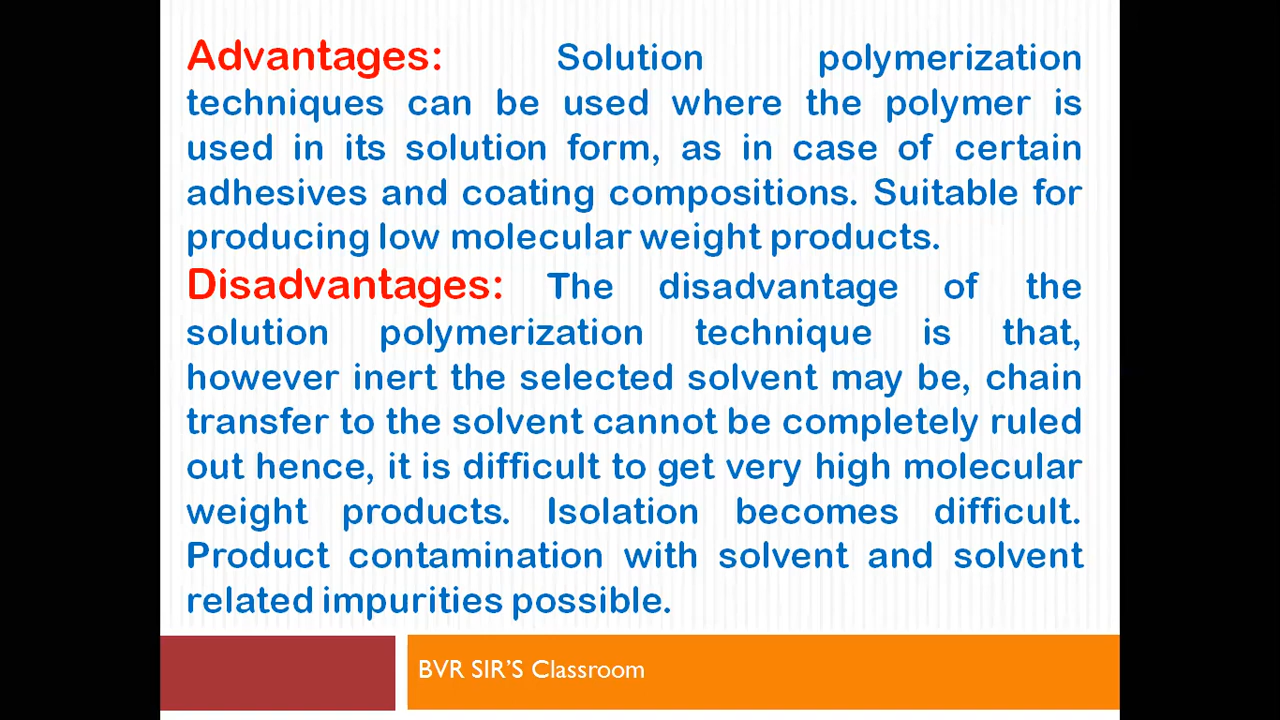 Advantages: Solution polymerization
techniques can be used where the polymer is
used in its solution form, as in case of certain
adhesives and coating compositions. Suitable for
producing low molecular weight products.
Disadvantages: The disadvantage of the
solution polymerization technique is that,
however inert the selected solvent may be, chain
transfer to the solvent cannot be completely ruled
out hence, it is difficult to get very high molecular
weight products. Isolation becomes difficult.
Product contamination with solvent and solvent
related impurities possible.
BVR SIR'S Classroom